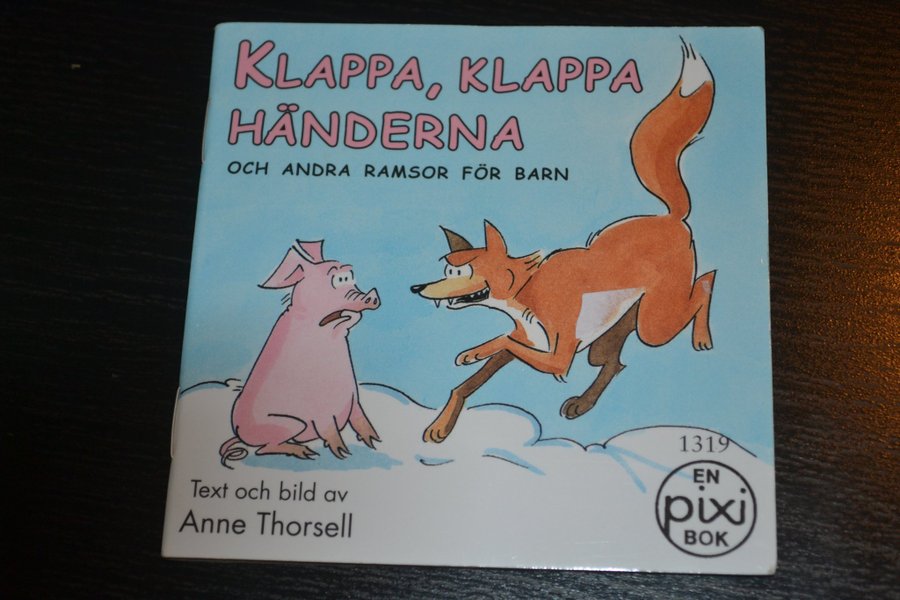 KLAPPA, KLAPPA
HÄNDERNA
OCH ANDRA RAMSOR FÖR BARN
Text och bild av
Anne Thorsell
1319
EN
pixi
BOK